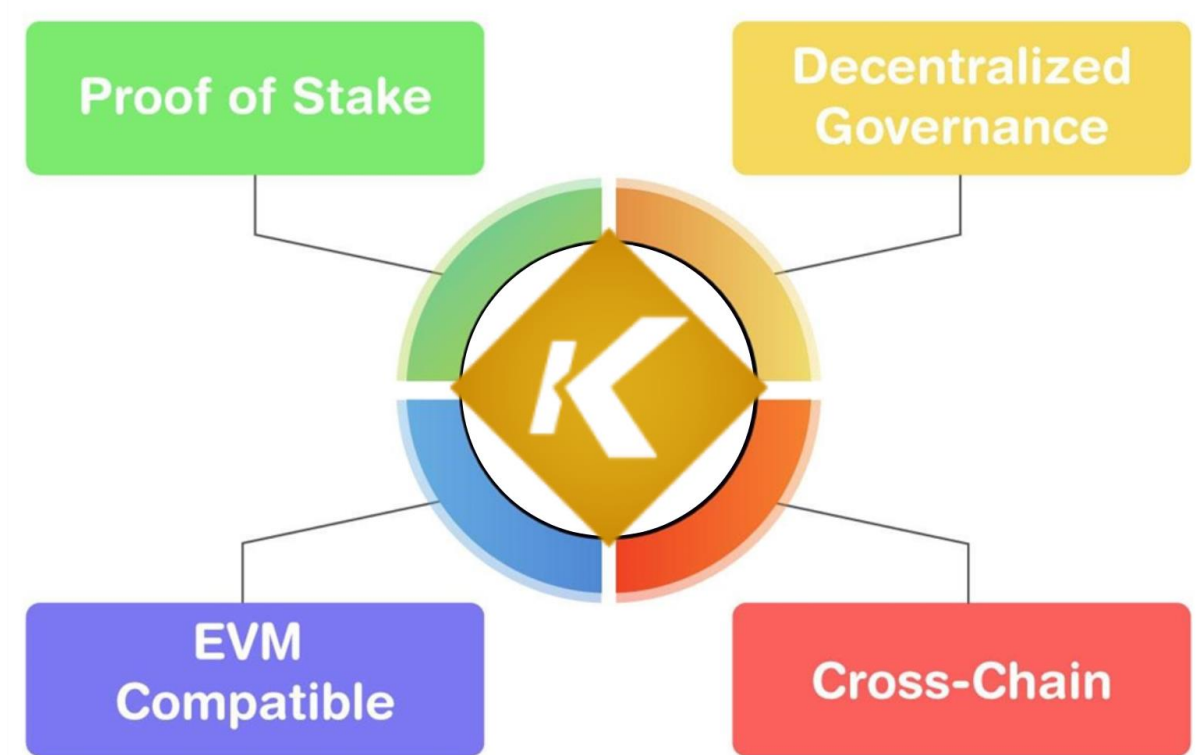 Proof of Stake
Decentralized
Governance
K
EVM
Compatible
Cross-Chain